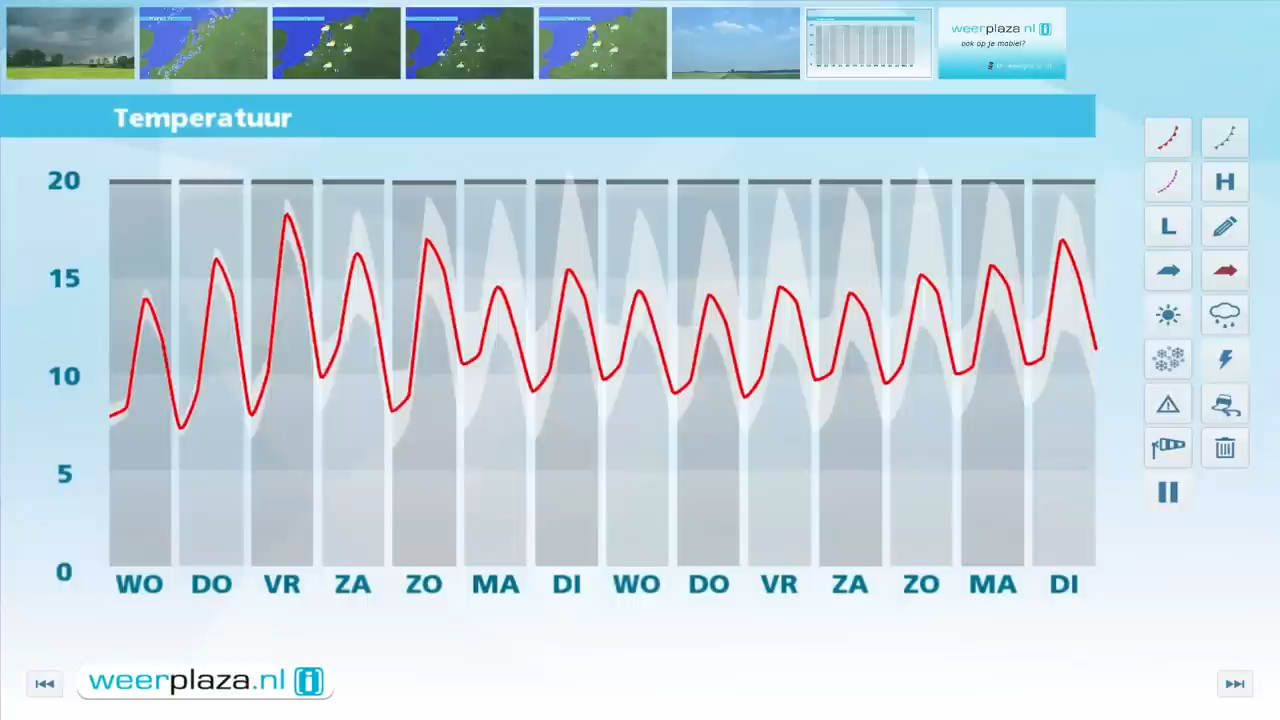 weerplaza.nl i
ook op je mobiel?
Temperatuur
20
15
10
5
0
WO DO VR ZA ZO MA DI WO DO VR ZA ZO MA DI
H
L
weerplaza.nl i